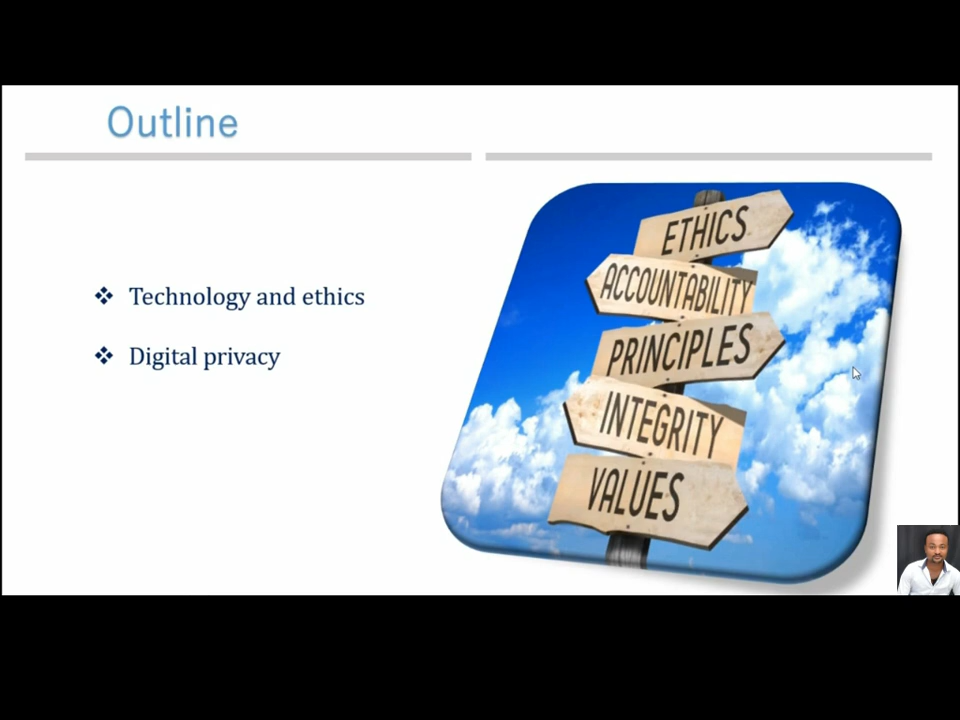 Outline
Technology and ethics
Digital privacy
ETHICS
ACCOUNTABILITY
PRINCIPLES
INTEGRITY
VALUES